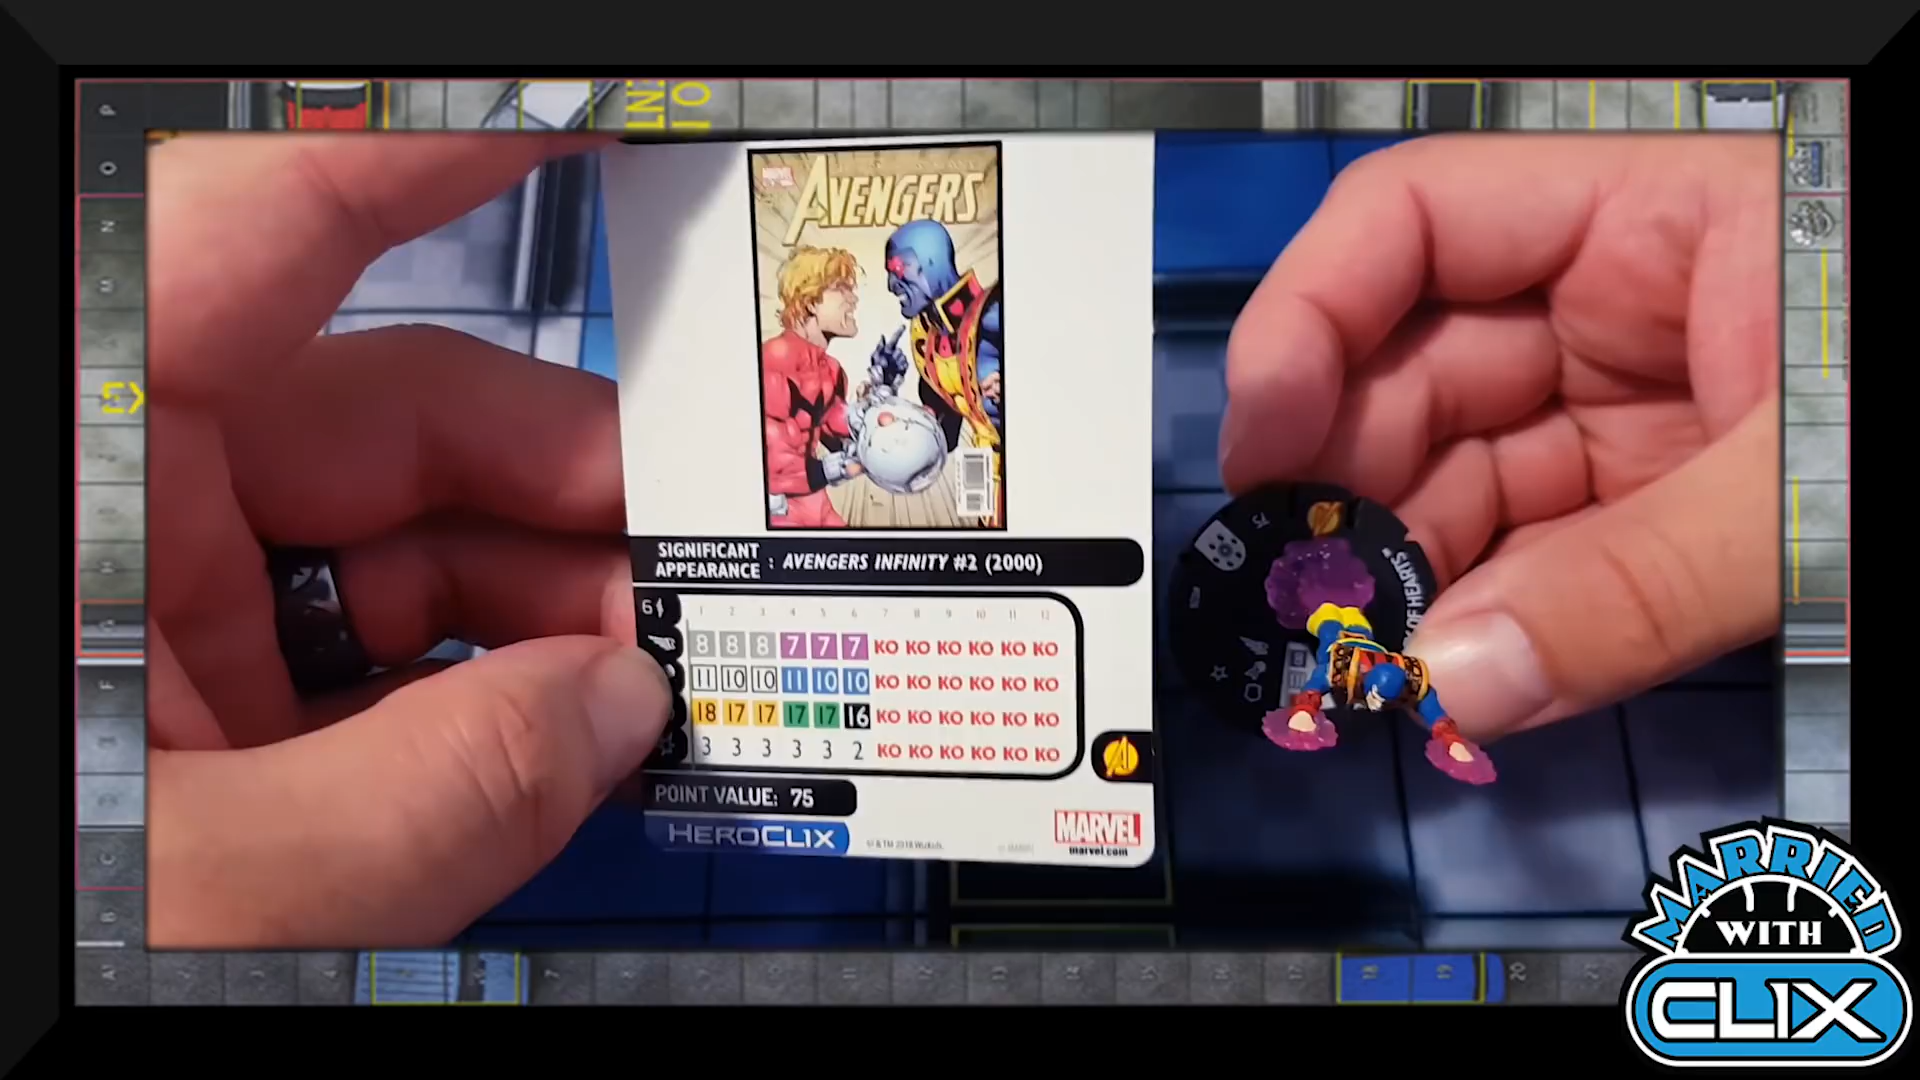 AVENGERS
SIGNIFICANT
APPEARANCE : AVENGERS INFINITY #2 (2000)
6 1 2 3 4 5 6 7 8 9 10 11 12
8 8 8 7 7 7 KO KO KO KO KO KO
11 10 10 11 10 10 KO KO KO KO KO KO
18 17 17 17 17 16 KO KO KO KO KO KO
3 3 3 3 3 2 KO KO KO KO KO KO
POINT VALUE: 75
HEROCLIX
MARVEL
marvel.com
75
OF HEARTS
MARRIED
WITH
CLIX